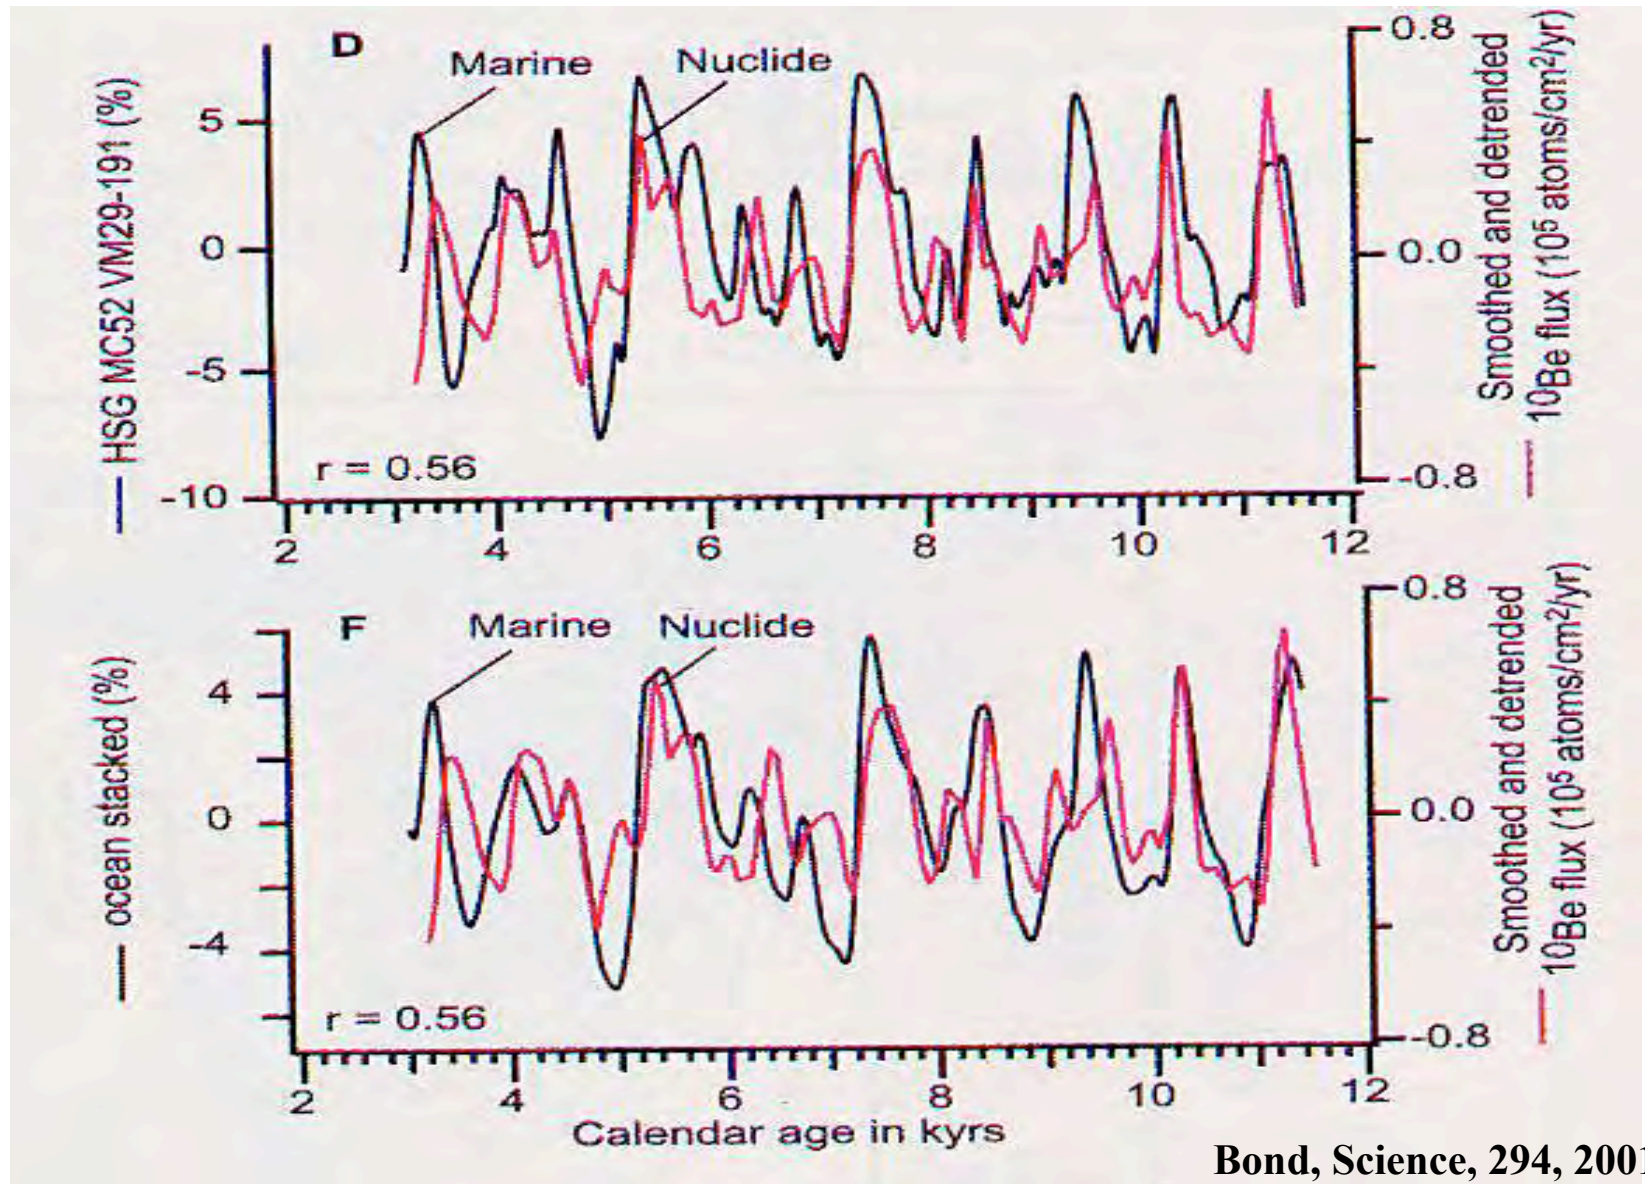 D
Marine
Nuclide
5
0
-5
-10
HSG MC52 VM29-191 (%)
r = 0.56
0.8
0.0
-0.8
Smoothed and detrended
10Be flux (10⁵ atoms/cm²/yr)
2 4 6 8 10 12
F
Marine
Nuclide
4
0
-4
ocean stacked (%)
r = 0.56
0.8
0.0
-0.8
Smoothed and detrended
10Be flux (10⁵ atoms/cm²/yr)
2 4 6 8 10 12
Calendar age in kyrs
Bond, Science, 294, 2001